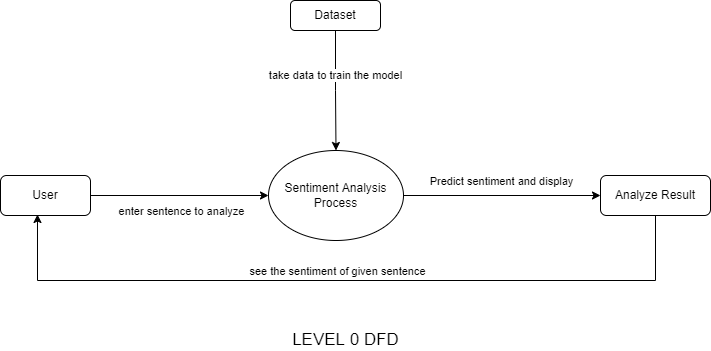 Dataset
take data to train the model
Sentiment Analysis
Process
Predict sentiment and display
User
Analyze Result
enter sentence to analyze
see the sentiment of given sentence
LEVEL 0 DFD